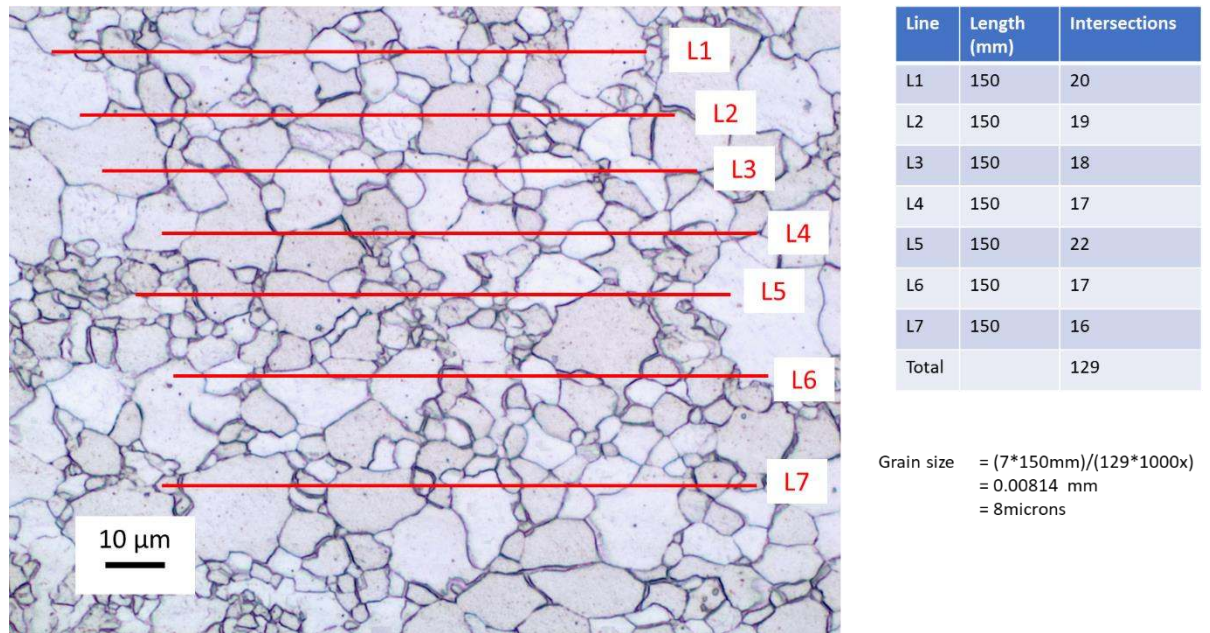 L1
L2
L3
L4
L5
L6
L7
10 µm
Line Length (mm) Intersections
L1 150 20
L2 150 19
L3 150 18
L4 150 17
L5 150 22
L6 150 17
L7 150 16
Total 129
Grain size = (7*150mm)/(129*1000x)
= 0.00814 mm
= 8microns